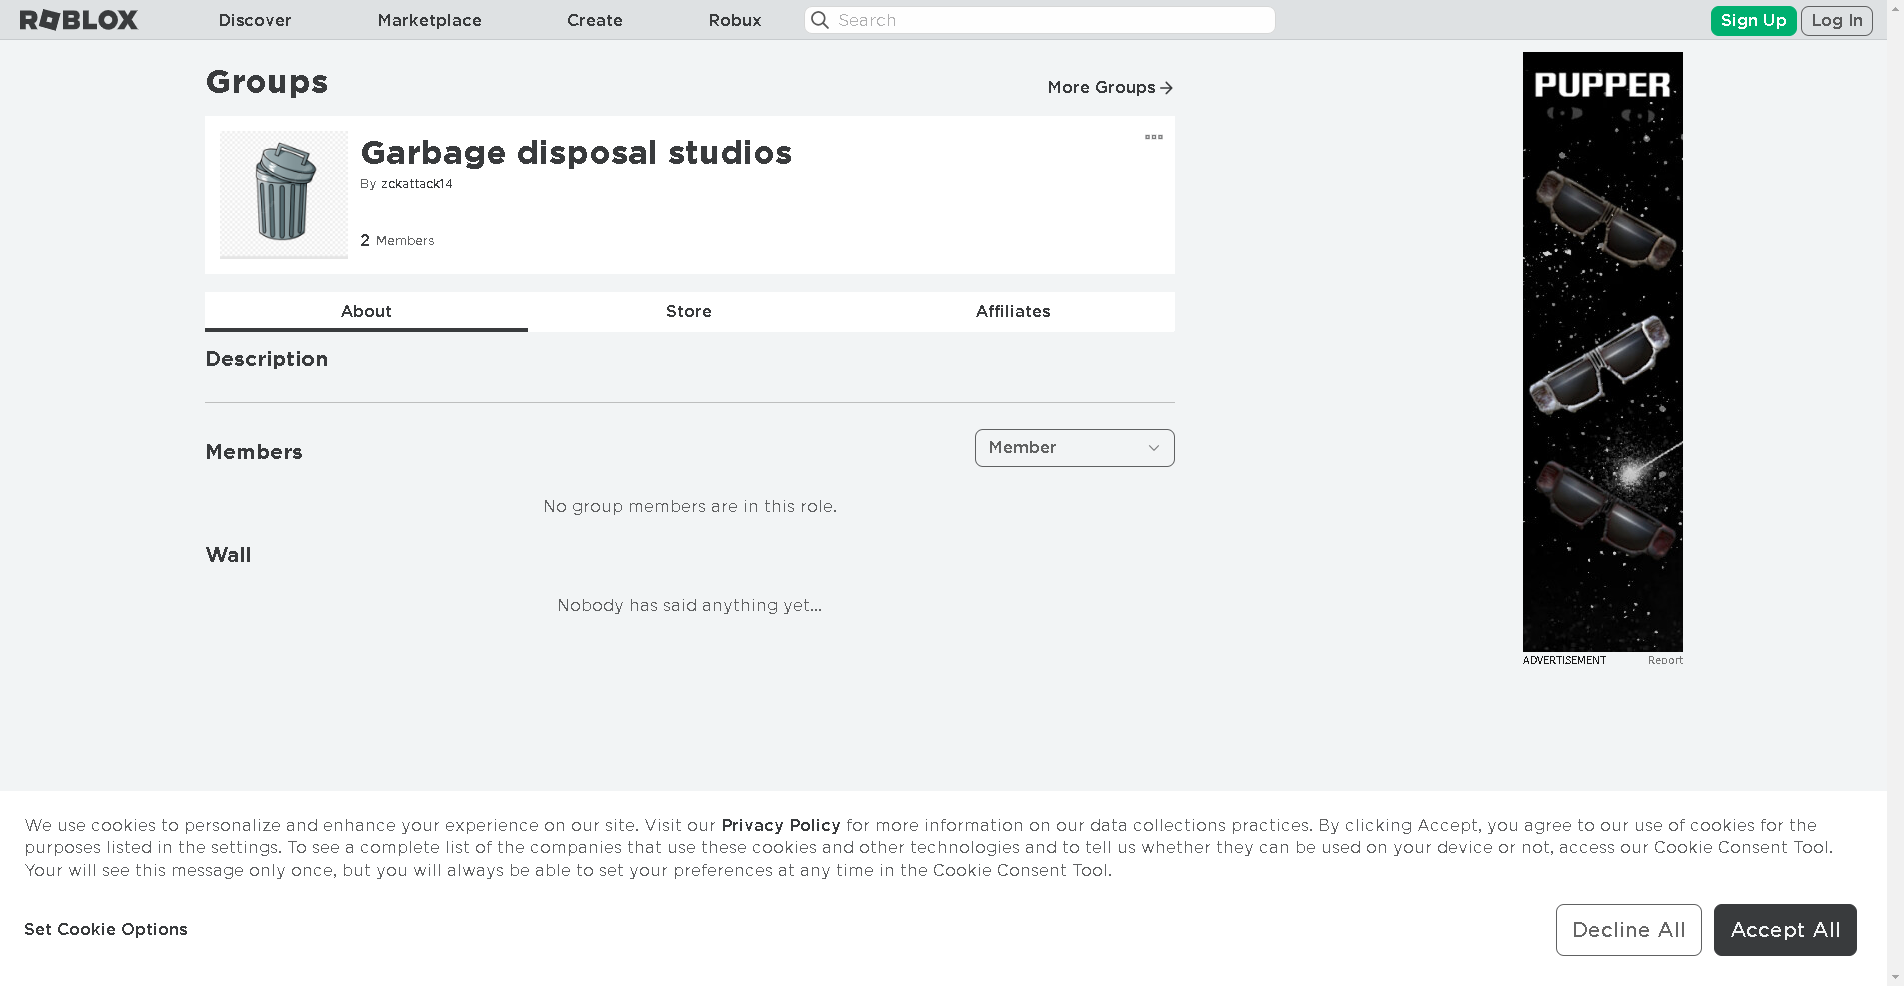 ROBLOX
Discover
Marketplace
Create
Robux
Search
Sign Up
Log In
Groups
More Groups
Garbage disposal studios
By zckattack14
2 Members
About
Store
Affiliates
Description
Members
Member
No group members are in this role.
Wall
Nobody has said anything yet...
PUPPER
ADVERTISEMENT
Report
We use cookies to personalize and enhance your experience on our site. Visit our Privacy Policy for more information on our data collections practices. By clicking Accept, you agree to our use of cookies for the
purposes listed in the settings. To see a complete list of the companies that use these cookies and other technologies and to tell us whether they can be used on your device or not, access our Cookie Consent Tool.
Your will see this message only once, but you will always be able to set your preferences at any time in the Cookie Consent Tool.
Set Cookie Options
Decline All
Accept All